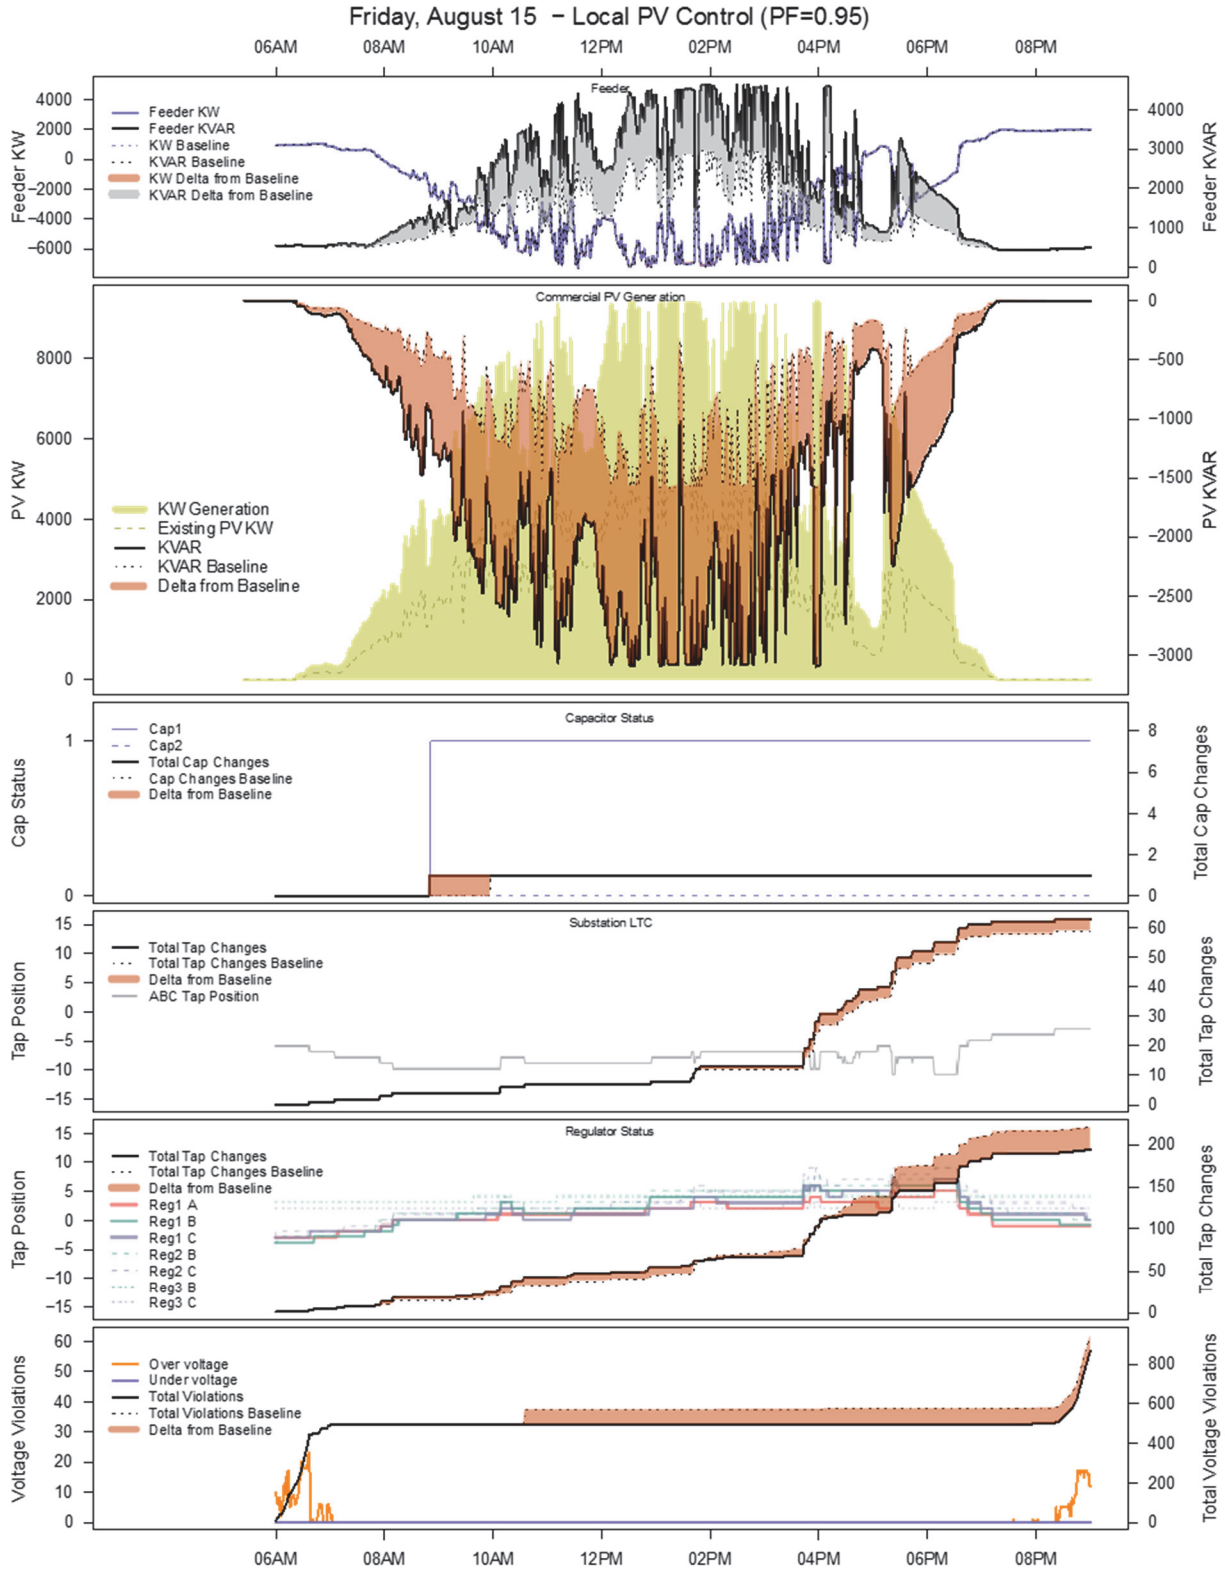 Friday, August 15 – Local PV Control (PF=0.95)
06AM 08AM 10AM 12PM 02PM 04PM 06PM 08PM
Feeder
Feeder KW
4000
2000
0
−2000
−4000
−6000
Feeder KW
Feeder KVAR
KW Baseline
KVAR Baseline
KW Delta from Baseline
KVAR Delta from Baseline
4000
3000
2000
1000
0
Feeder KVAR
Commercial PV Generation
PV KW
8000
6000
4000
2000
0
KW Generation
Existing PV KW
KVAR
KVAR Baseline
Delta from Baseline
0
−500
−1000
−1500
−2000
−2500
−3000
PV KVAR
Capacitor Status
Cap Status
1
0
Cap1
Cap2
Total Cap Changes
Cap Changes Baseline
Delta from Baseline
8
6
4
2
0
Total Cap Changes
Substation LTC
Tap Position
15
10
5
0
−5
−10
−15
Total Tap Changes
Total Tap Changes Baseline
Delta from Baseline
ABC Tap Position
60
50
40
30
20
10
0
Total Tap Changes
Regulator Status
Tap Position
15
10
5
0
−5
−10
−15
Total Tap Changes
Total Tap Changes Baseline
Delta from Baseline
Reg1 A
Reg1 B
Reg1 C
Reg2 B
Reg2 C
Reg3 B
Reg3 C
200
150
100
50
0
Total Tap Changes
Voltage Violations
60
50
40
30
20
10
0
Over voltage
Under voltage
Total Violations
Total Violations Baseline
Delta from Baseline
800
600
400
200
0
Total Voltage Violations
06AM 08AM 10AM 12PM 02PM 04PM 06PM 08PM